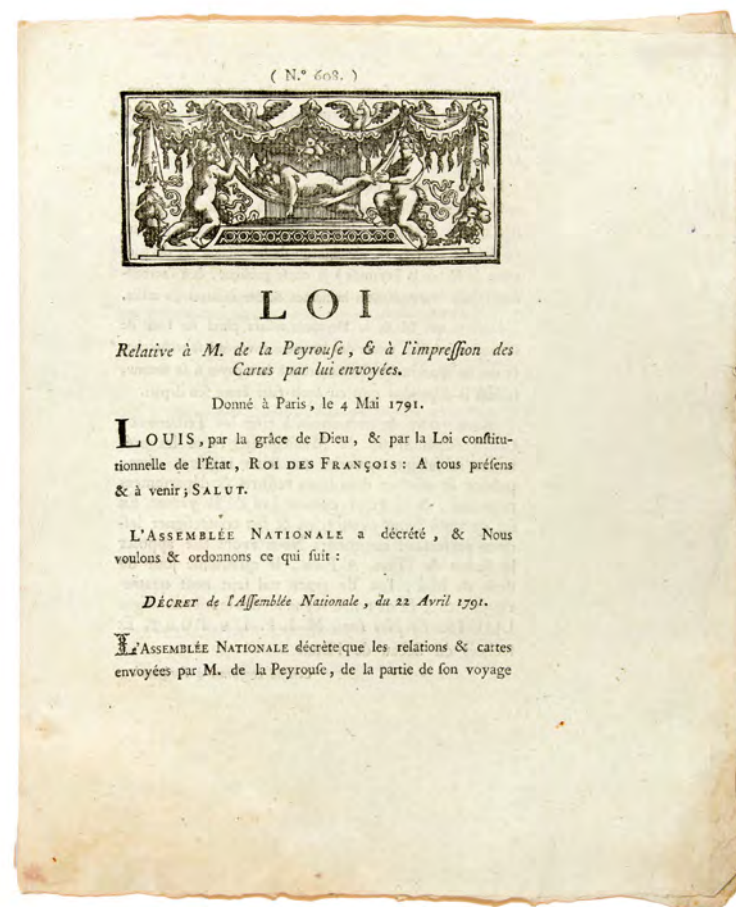 ( N.° 608. )
LOI
Relative à M. de la Peyrouſe, & à l'impreſſion des
Cartes par lui envoyées.
Donné à Paris, le 4 Mai 1791.
LOUIS, par la grâce de Dieu, & par la Loi conſtitu-
tionnelle de l'État, ROI DES FRANÇOIS : A tous préſens
& à venir ; SALUT.
L'ASSEMBLÉE NATIONALE a décrété, & Nous
voulons & ordonnons ce qui ſuit :
DÉCRET de l'Aſſemblée Nationale, du 22 Avril 1791.
L'ASSEMBLÉE NATIONALE décrète que les relations & cartes
envoyées par M. de la Peyrouſe, de la partie de ſon voyage